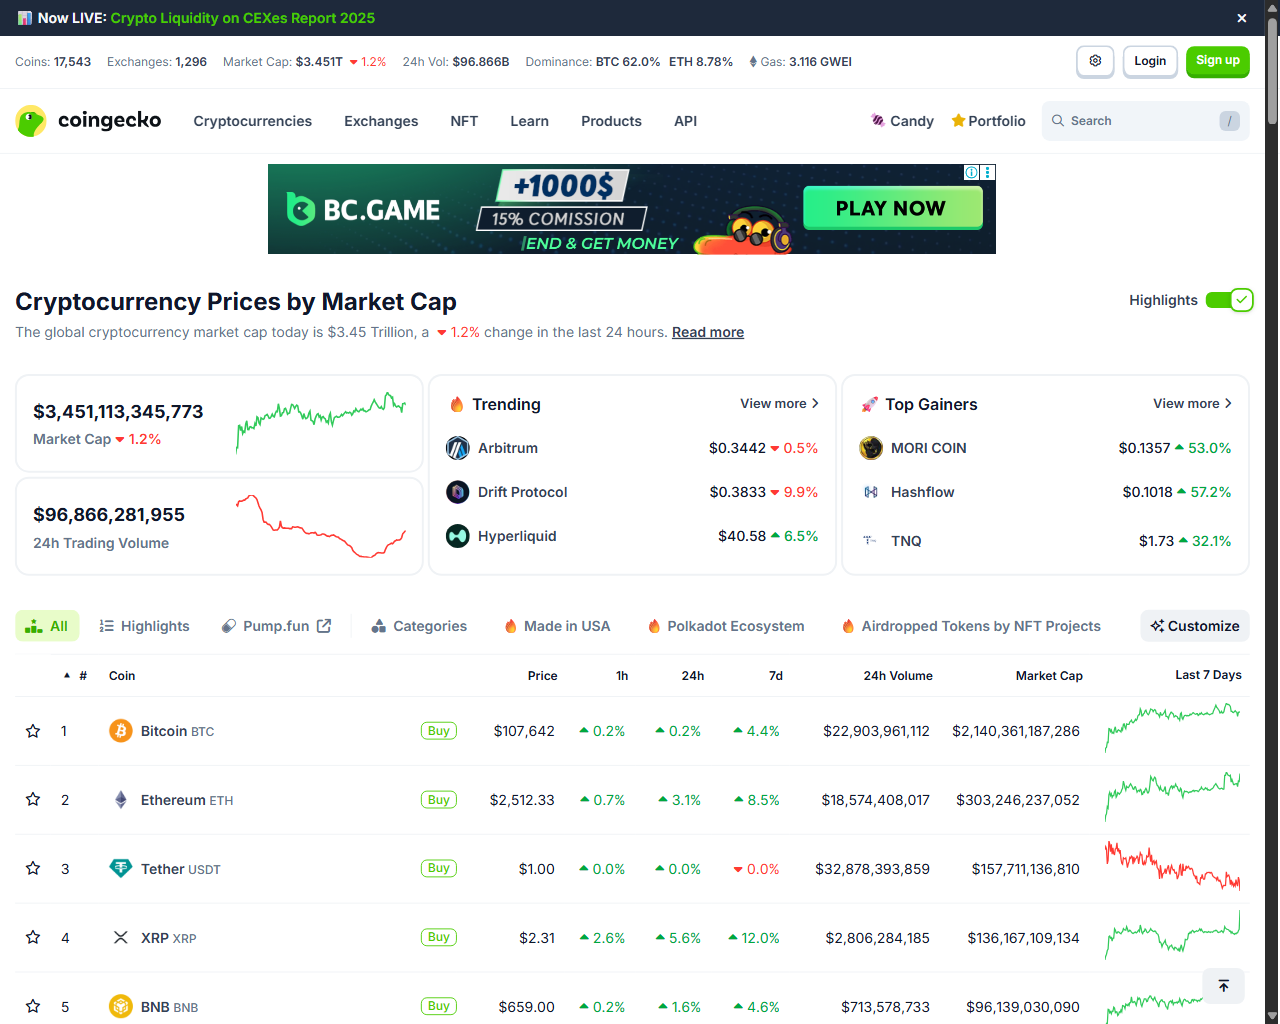 Now LIVE: Crypto Liquidity on CEXes Report 2025
Coins: 17,543 Exchanges: 1,296 Market Cap: $3.451T 1.2% 24h Vol: $96.866B Dominance: BTC 62.0% ETH 8.78% Gas: 3.116 GWEI
Login
Sign up
coingecko
Cryptocurrencies Exchanges NFT Learn Products API
Candy Portfolio Search /
BC.GAME
+1000$
15% COMISSION
END & GET MONEY
PLAY NOW
Cryptocurrency Prices by Market Cap
Highlights
The global cryptocurrency market cap today is $3.45 Trillion, a 1.2% change in the last 24 hours. Read more
$3,451,113,345,773
Market Cap 1.2%
$96,866,281,955
24h Trading Volume
Trending View more
Arbitrum $0.3442 0.5%
Drift Protocol $0.3833 9.9%
Hyperliquid $40.58 6.5%
Top Gainers View more
MORI COIN $0.1357 53.0%
Hashflow $0.1018 57.2%
TNQ $1.73 32.1%
All Highlights Pump.fun Categories Made in USA Polkadot Ecosystem Airdropped Tokens by NFT Projects Customize
# Coin Price 1h 24h 7d 24h Volume Market Cap Last 7 Days
1 Bitcoin BTC Buy $107,642 0.2% 0.2% 4.4% $22,903,961,112 $2,140,361,187,286
2 Ethereum ETH Buy $2,512.33 0.7% 3.1% 8.5% $18,574,408,017 $303,246,237,052
3 Tether USDT Buy $1.00 0.0% 0.0% 0.0% $32,878,393,859 $157,711,136,810
4 XRP XRP Buy $2.31 2.6% 5.6% 12.0% $2,806,284,185 $136,167,109,134
5 BNB BNB Buy $659.00 0.2% 1.6% 4.6% $713,578,733 $96,139,030,090